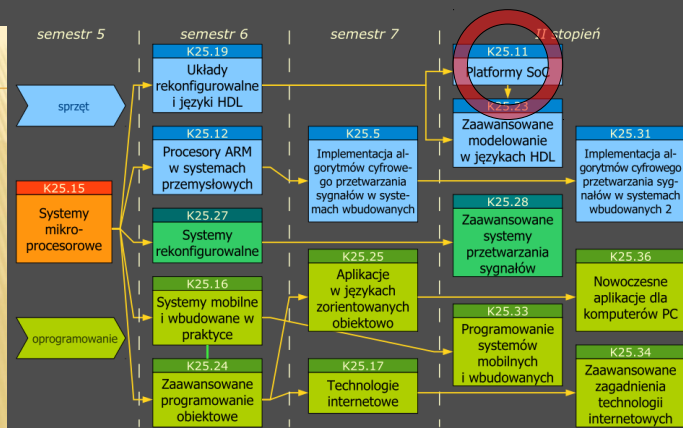 semestr 5
semestr 6
semestr 7
II stopień
sprzęt
K25.15
Systemy
mikro-
procesorowe
oprogramowanie
K25.19
Układy
rekonfigurowalne
i języki HDL
K25.12
Procesory ARM
w systemach
przemysłowych
K25.27
Systemy
rekonfigurowalne
K25.16
Systemy mobilne
i wbudowane w
praktyce
K25.24
Zaawansowane
programowanie
obiektowe
K25.5
Implementacja al-
gorytmów cyfrowe-
go przetwarzania
sygnałów w syste-
mach wbudowanych
K25.25
Aplikacje
w językach
zorientowanych
obiektowo
K25.17
Technologie
internetowe
K25.11
Platformy SoC
K25.23
Zaawansowane
modelowanie
w językach HDL
K25.28
Zaawansowane
systemy
przetwarzania
sygnałów
K25.33
Programowanie
systemów
mobilnych
i wbudowanych
K25.31
Implementacja al-
gorytmów cyfrowego
przetwarzania syg-
nałów w systemach
wbudowanych 2
K25.36
Nowoczesne
aplikacje dla
komputerów PC
K25.34
Zaawansowane
zagadnienia
technologii
internetowych